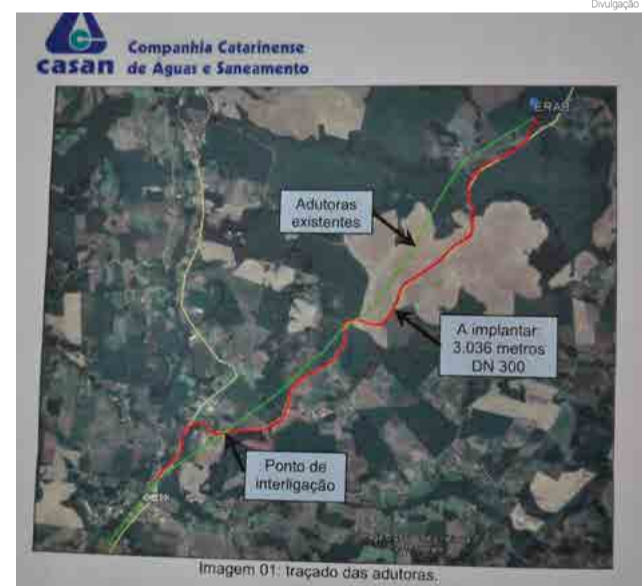 Divulgação
casan
Companhia Catarinense
de Aguas e Saneamento
ERAB
Adutoras
existentes
A implantar
3.036 metros
DN 300
Ponto de
interligação
Imagem 01: traçado das adutoras.